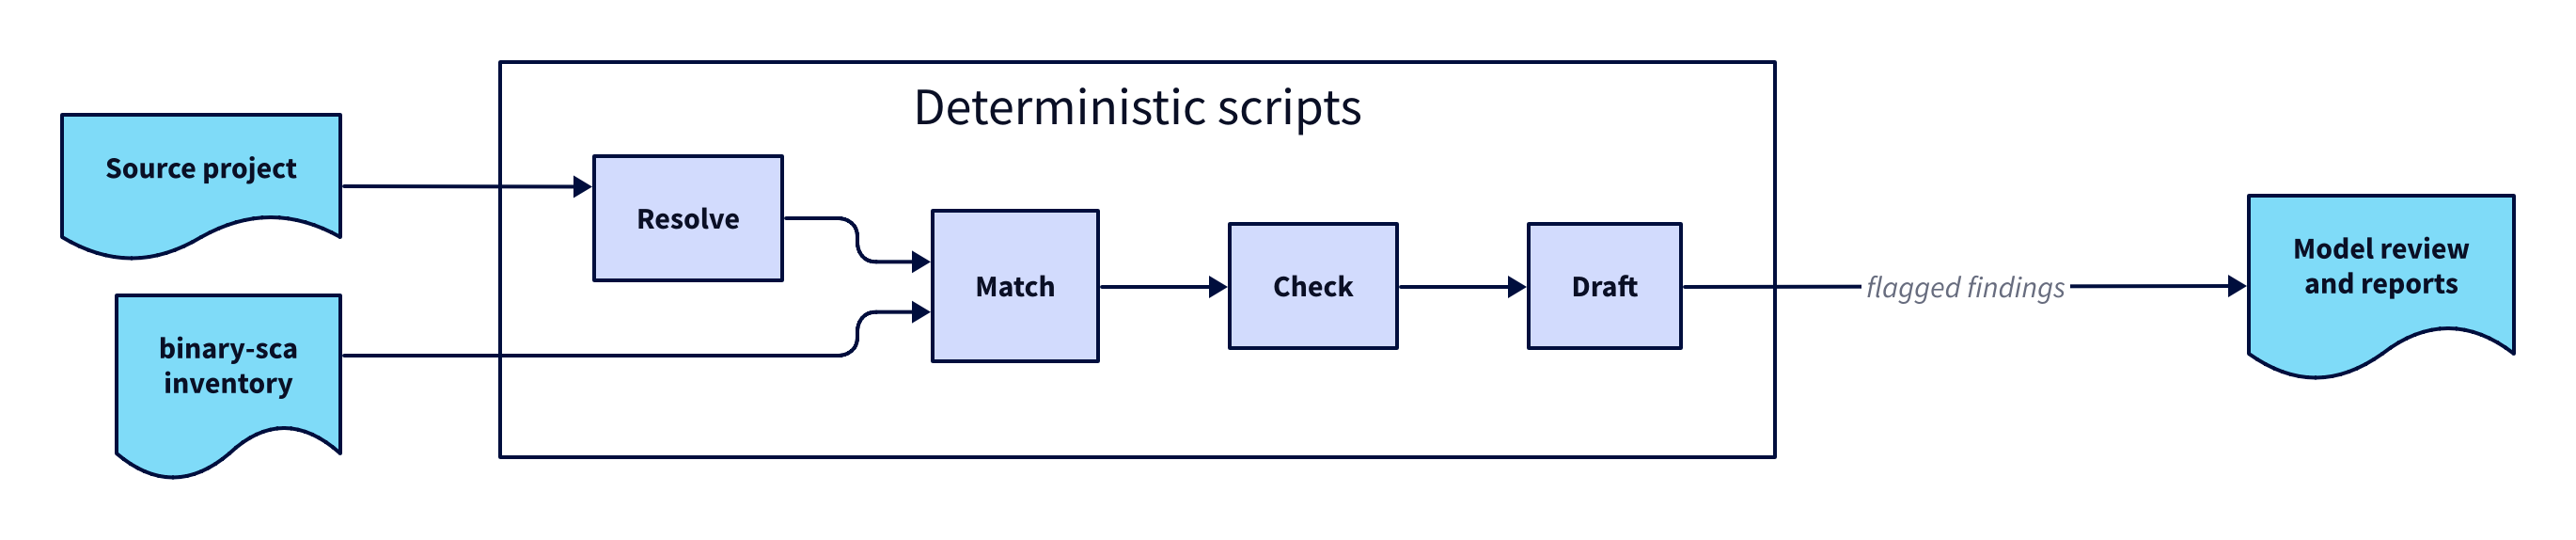 Deterministic scripts
Source project
Resolve
binary-sca
inventory
Match
Check
Draft
flagged findings
Model review
and reports